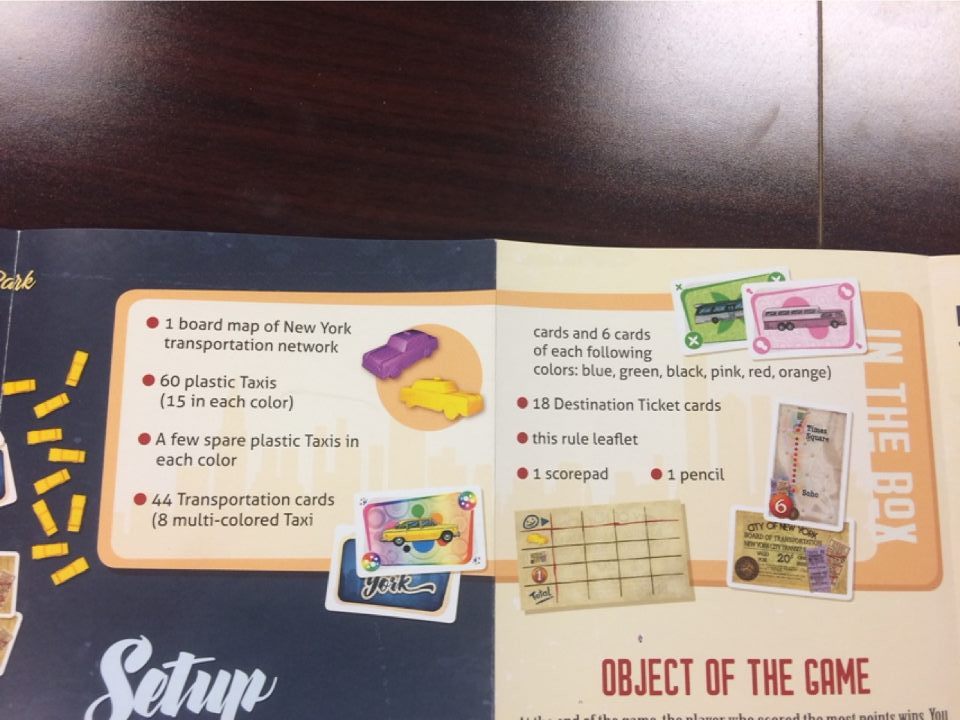 Park
1 board map of New York
transportation network
60 plastic Taxis
(15 in each color)
A few spare plastic Taxis in
each color
44 Transportation cards
(8 multi-colored Taxi
York
Setup
cards and 6 cards
of each following
colors: blue, green, black, pink, red, orange)
18 Destination Ticket cards
this rule leaflet
1 scorepad
1 pencil
IN THE BOX
Times
Square
Soho
6
CITY OF NEW YORK
BOARD OF TRANSPORTATION
NEW YORK CITY TRANSIT
VALID
FOR
20¢
1
Total
OBJECT OF THE GAME
At the end of the game, the player who scored the most points wins. You